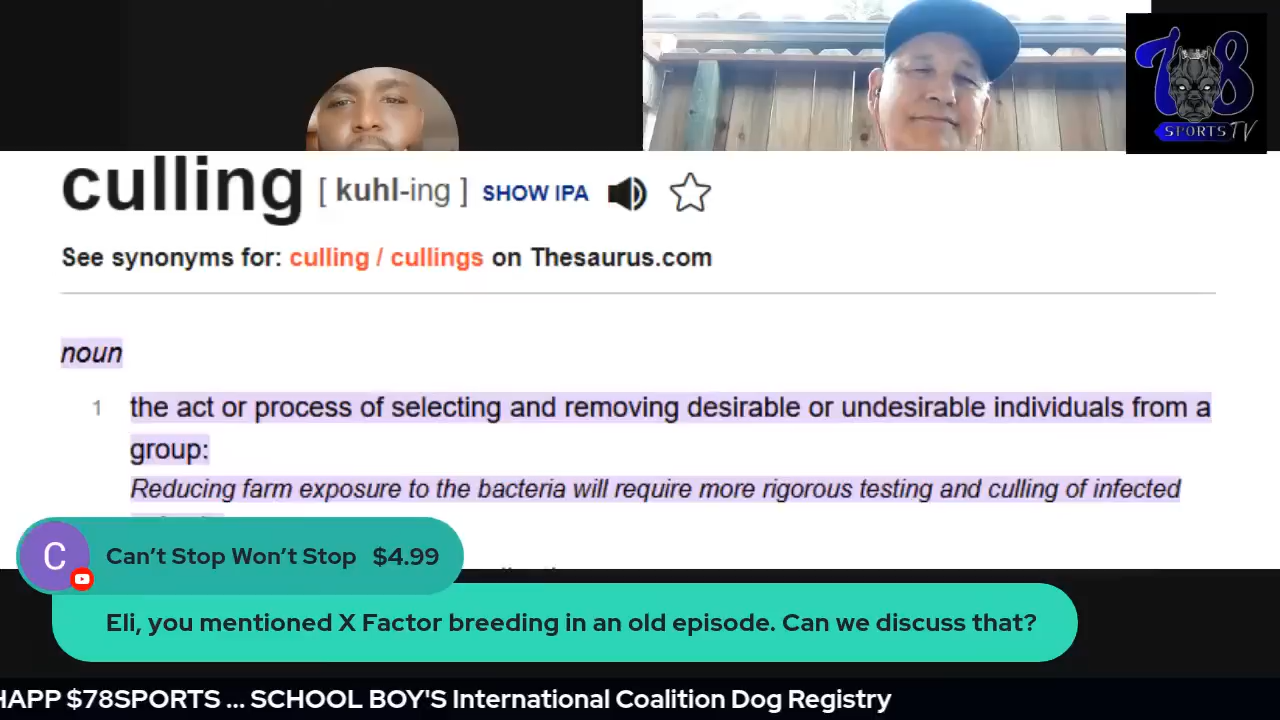 78
SPORTS TV
culling [ kuhl-ing ] SHOW IPA
See synonyms for: culling / cullings on Thesaurus.com
noun
1 the act or process of selecting and removing desirable or undesirable individuals from a
group:
Reducing farm exposure to the bacteria will require more rigorous testing and culling of infected
C Can’t Stop Won’t Stop $4.99
Eli, you mentioned X Factor breeding in an old episode. Can we discuss that?
HAPP $78SPORTS ... SCHOOL BOY'S International Coalition Dog Registry